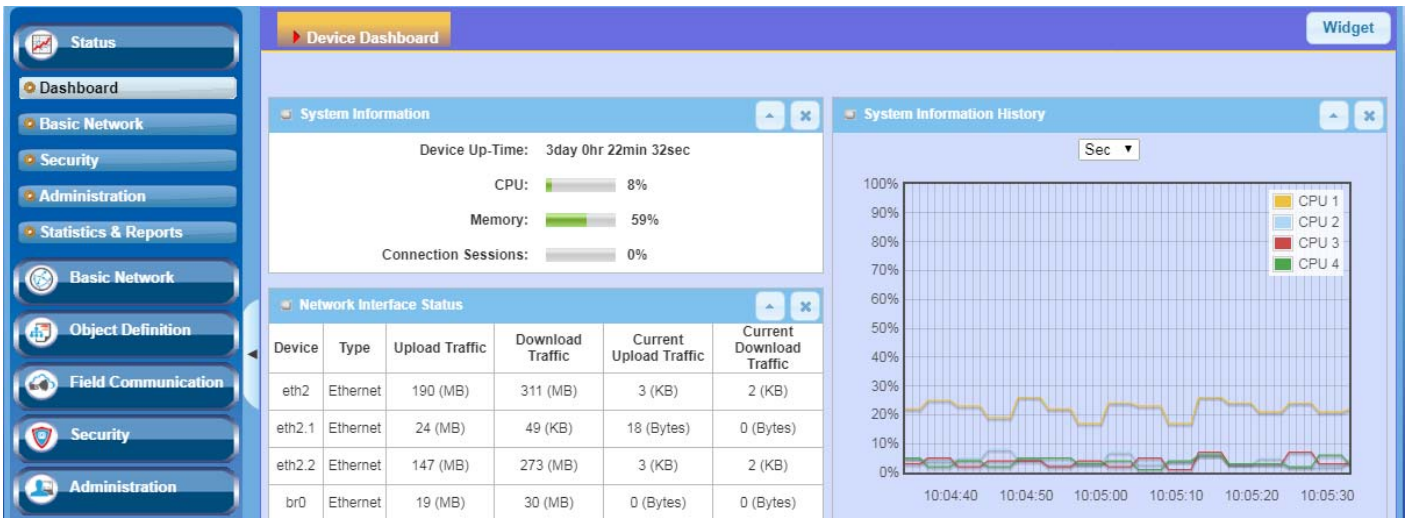 Status
Dashboard
Basic Network
Security
Administration
Statistics & Reports
Basic Network
Object Definition
Field Communication
Security
Administration
Device Dashboard
Widget
System Information
Device Up-Time: 3day 0hr 22min 32sec
CPU: 8%
Memory: 59%
Connection Sessions: 0%
Network Interface Status
Device Type Upload Traffic Download Traffic Current Upload Traffic Current Download Traffic
eth2 Ethernet 190 (MB) 311 (MB) 3 (KB) 2 (KB)
eth2.1 Ethernet 24 (MB) 49 (KB) 18 (Bytes) 0 (Bytes)
eth2.2 Ethernet 147 (MB) 273 (MB) 3 (KB) 2 (KB)
br0 Ethernet 19 (MB) 30 (MB) 0 (Bytes) 0 (Bytes)
System Information History
Sec
100%
90%
80%
70%
60%
50%
40%
30%
20%
10%
0%
CPU 1
CPU 2
CPU 3
CPU 4
10:04:40 10:04:50 10:05:00 10:05:10 10:05:20 10:05:30